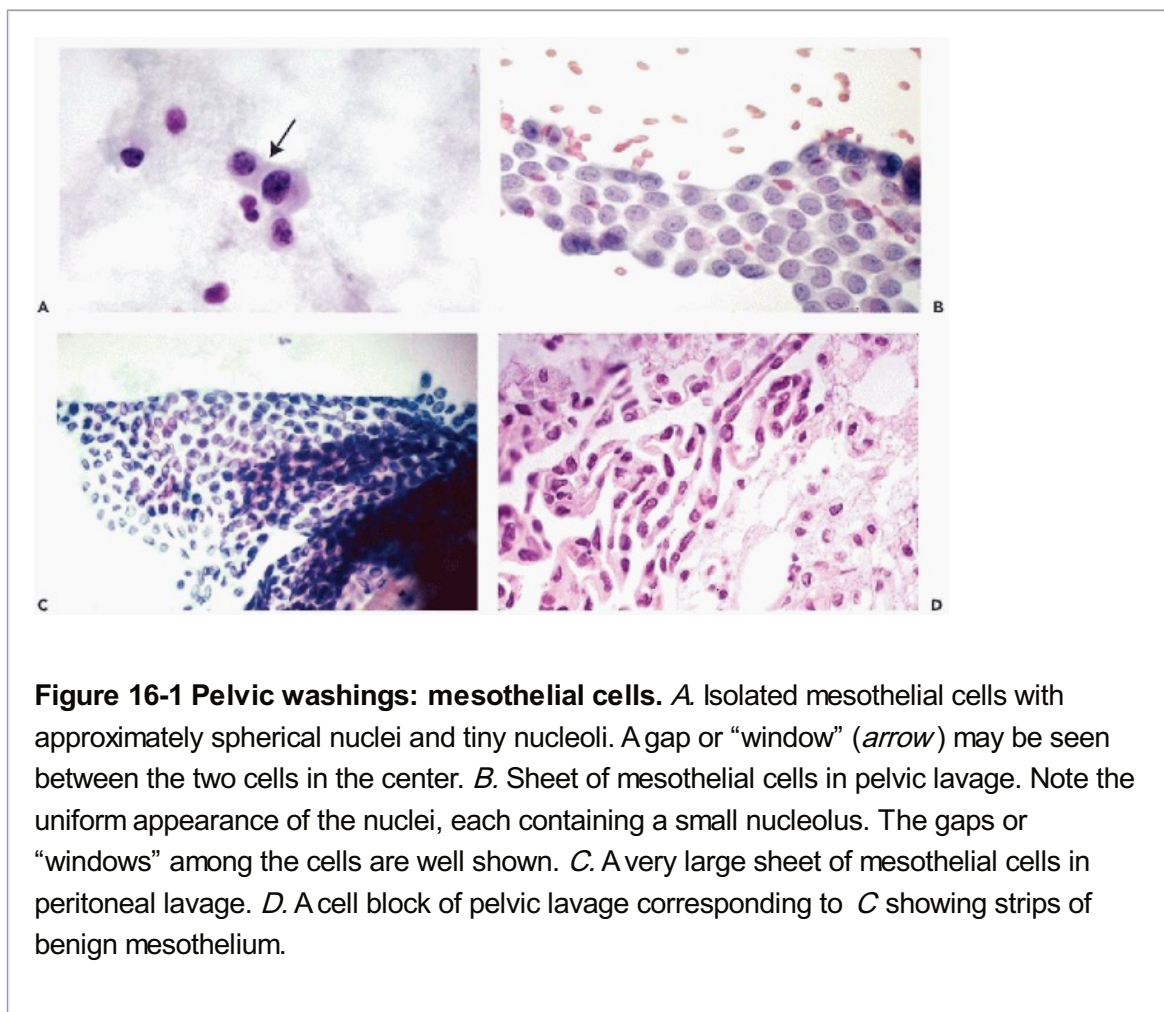 A
B
C
D
Figure 16-1 Pelvic washings: mesothelial cells. A. Isolated mesothelial cells with
approximately spherical nuclei and tiny nucleoli. A gap or “window” (arrow) may be seen
between the two cells in the center. B. Sheet of mesothelial cells in pelvic lavage. Note the
uniform appearance of the nuclei, each containing a small nucleolus. The gaps or
“windows” among the cells are well shown. C. A very large sheet of mesothelial cells in
peritoneal lavage. D. A cell block of pelvic lavage corresponding to C showing strips of
benign mesothelium.